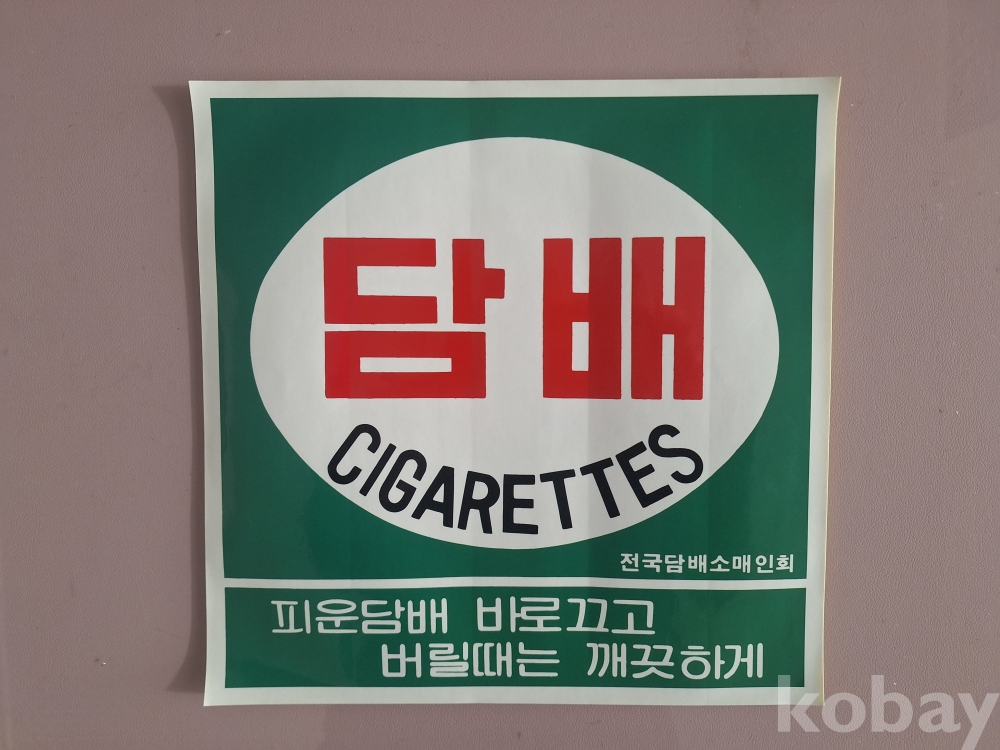 담배
CIGARETTES
전국담배소매인회
피운담배 바로끄고
버릴때는 깨끗하게
kobay